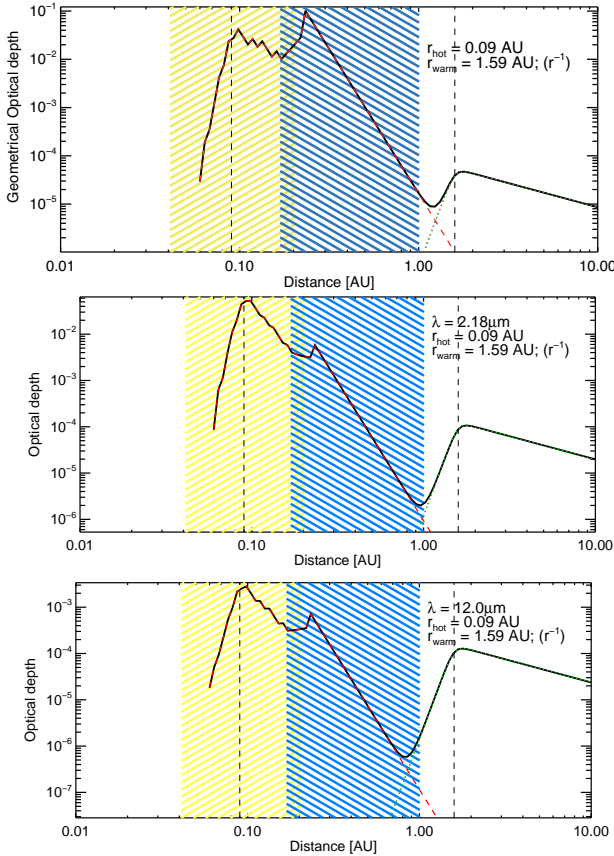 10⁻¹
10⁻²
10⁻³
10⁻⁴
10⁻⁵
Geometrical Optical depth
r_hot = 0.09 AU
r_warm = 1.59 AU; (r⁻¹)
0.01 0.10 1.00 10.00
Distance [AU]
10⁻²
10⁻³
10⁻⁴
10⁻⁵
10⁻⁶
Optical depth
λ = 2.18μm
r_hot = 0.09 AU
r_warm = 1.59 AU; (r⁻¹)
0.01 0.10 1.00 10.00
Distance [AU]
10⁻³
10⁻⁴
10⁻⁵
10⁻⁶
10⁻⁷
Optical depth
λ = 12.0μm
r_hot = 0.09 AU
r_warm = 1.59 AU; (r⁻¹)
0.01 0.10 1.00 10.00
Distance [AU]